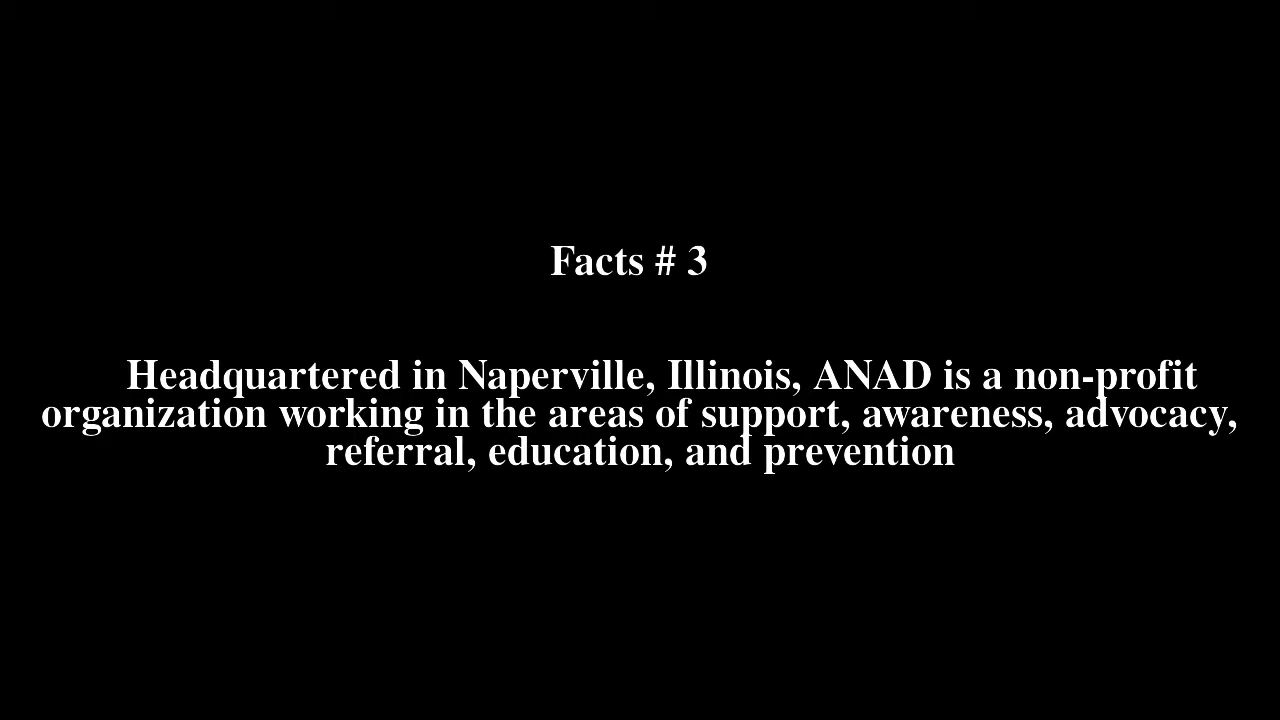 Facts # 3
Headquartered in Naperville, Illinois, ANAD is a non-profit
organization working in the areas of support, awareness, advocacy,
referral, education, and prevention